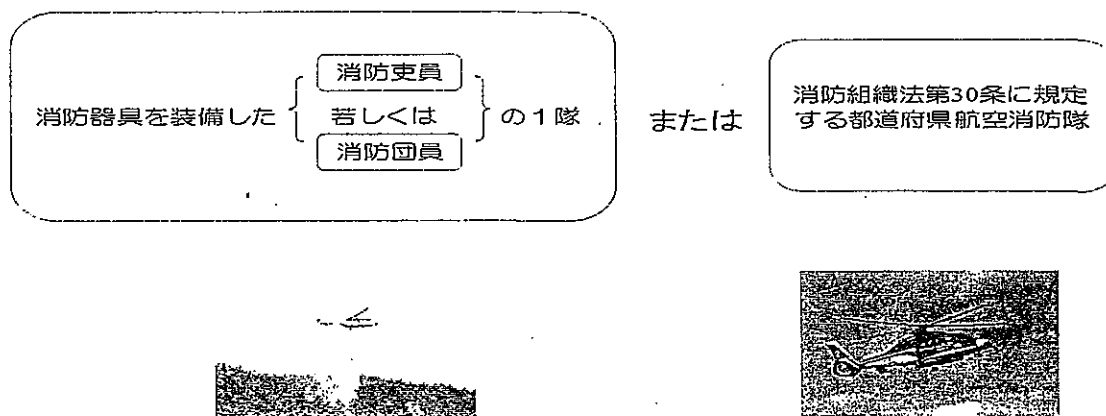 消防吏員
消防器具を装備した 若しくは の1隊
消防団員
または
消防組織法第30条に規定
する都道府県航空消防隊